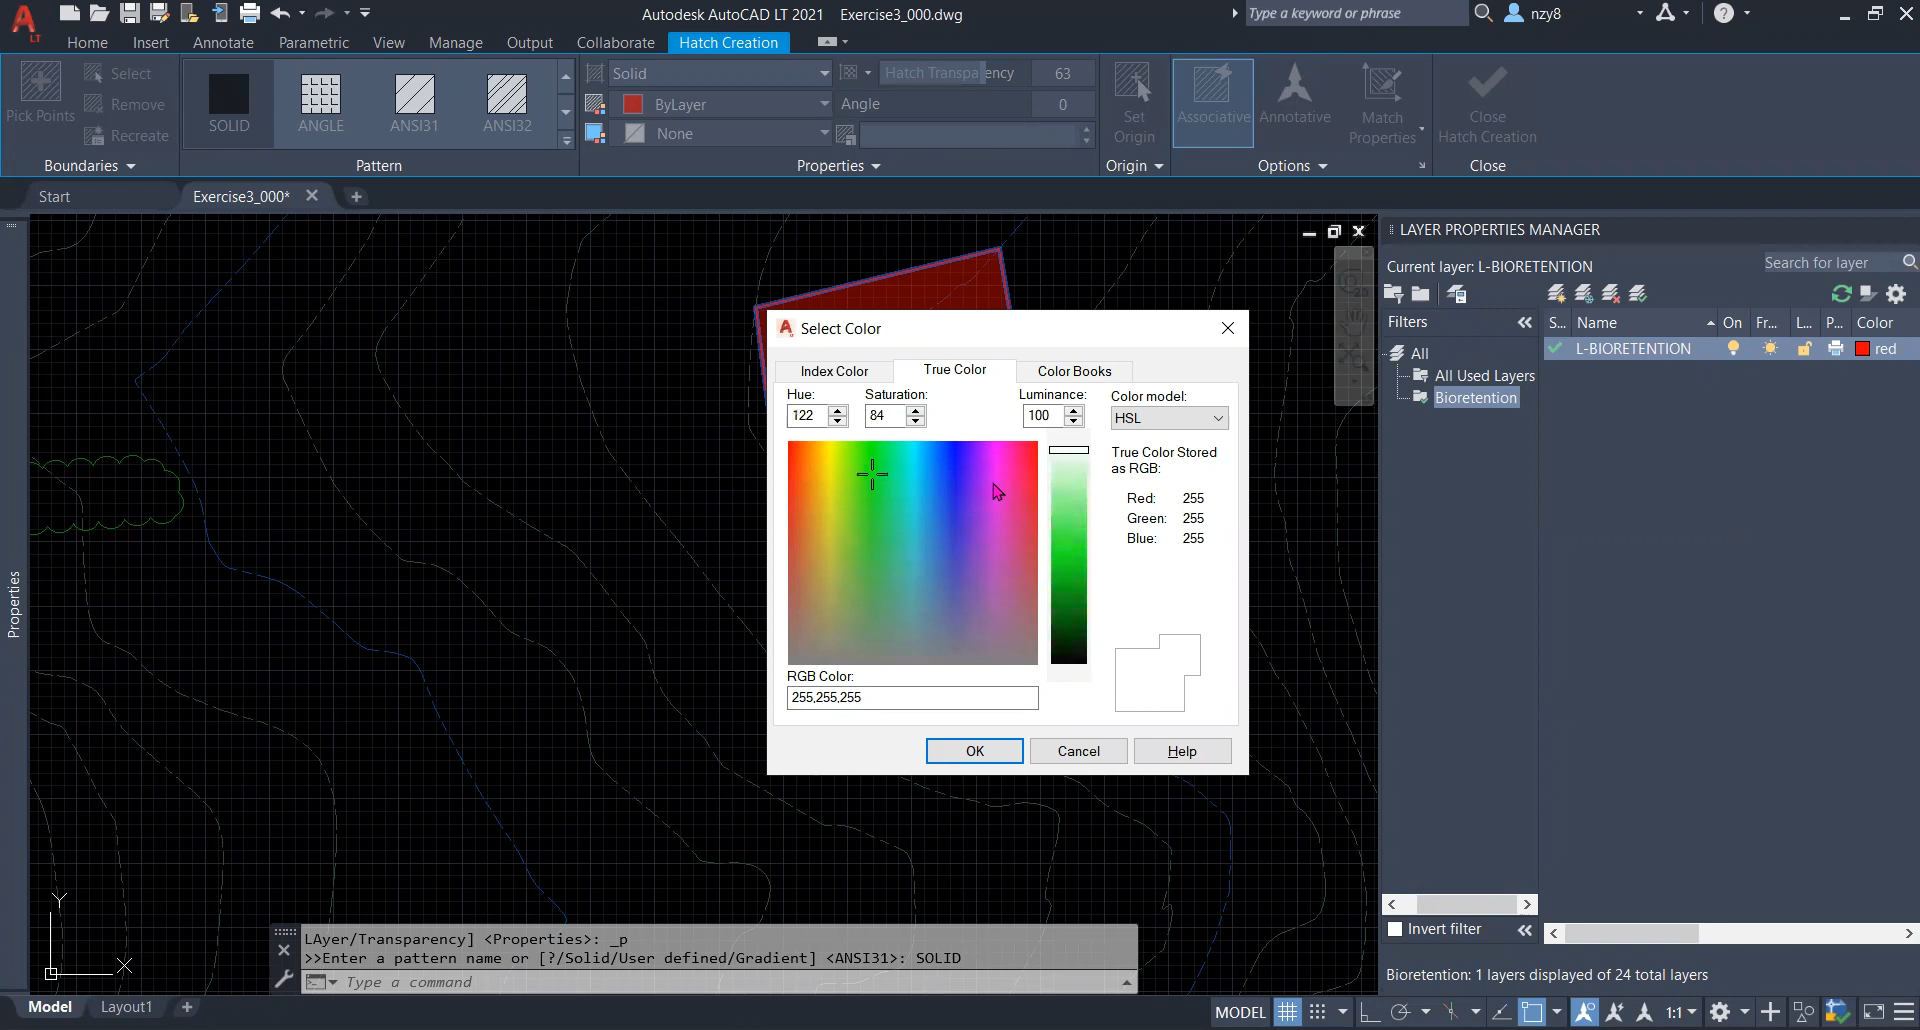 Autodesk AutoCAD LT 2021 Exercise3_000.dwg
Type a keyword or phrase
nzy8
LT
Home Insert Annotate Parametric View Manage Output Collaborate Hatch Creation
Pick Points
Select
Remove
Recreate
Boundaries
SOLID ANGLE ANSI31 ANSI32
Pattern
Solid
ByLayer
None
Hatch Transparency 63
Angle 0
Properties
Set
Origin
Origin
Associative Annotative Match
Properties
Options
Close
Hatch Creation
Close
Start Exercise3_000*
Properties
LAYER PROPERTIES MANAGER
Current layer: L-BIORETENTION
Search for layer
Filters
S... Name On Fr... L... P... Color
All
All Used Layers
Bioretention
L-BIORETENTION red
Invert filter
Bioretention: 1 layers displayed of 24 total layers
Select Color
Index Color True Color Color Books
Hue: Saturation: Luminance: Color model:
122 84 100 HSL
True Color Stored
as RGB:
Red: 255
Green: 255
Blue: 255
RGB Color:
255,255,255
OK Cancel Help
Y
X
LAyer/Transparency] <Properties>: _p
>>Enter a pattern name or [?/Solid/User defined/Gradient] <ANSI31>: SOLID
Type a command
Model Layout1
MODEL 1:1